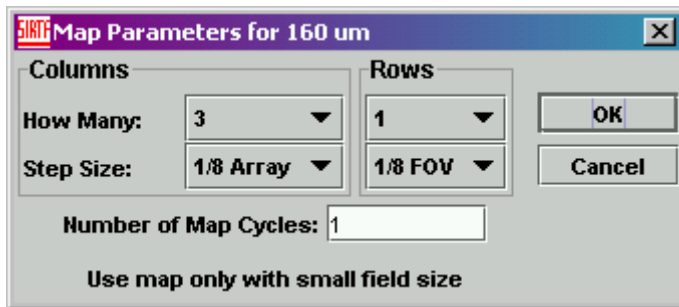 SIRTF Map Parameters for 160 um
Columns Rows
How Many: 3 1 OK
Step Size: 1/8 Array 1/8 FOV Cancel
Number of Map Cycles: 1
Use map only with small field size